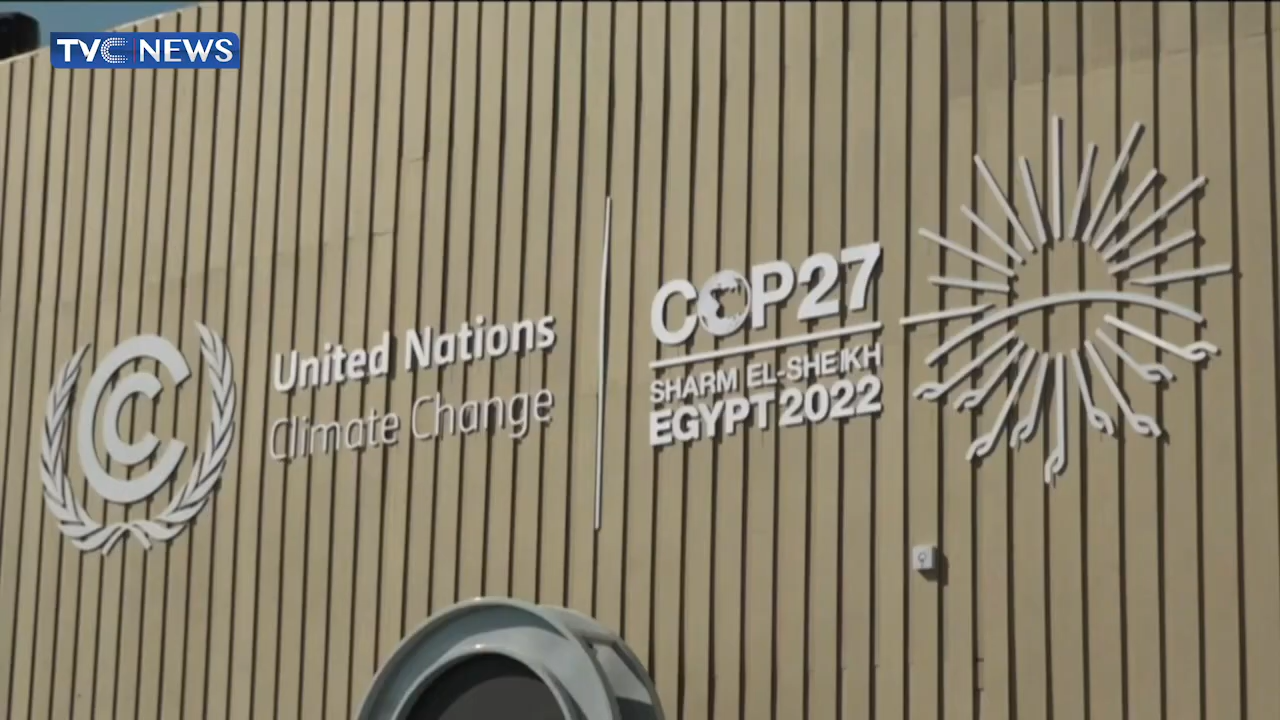 TVC NEWS
United Nations
Climate Change
COP27
SHARM EL-SHEIKH
EGYPT 2022